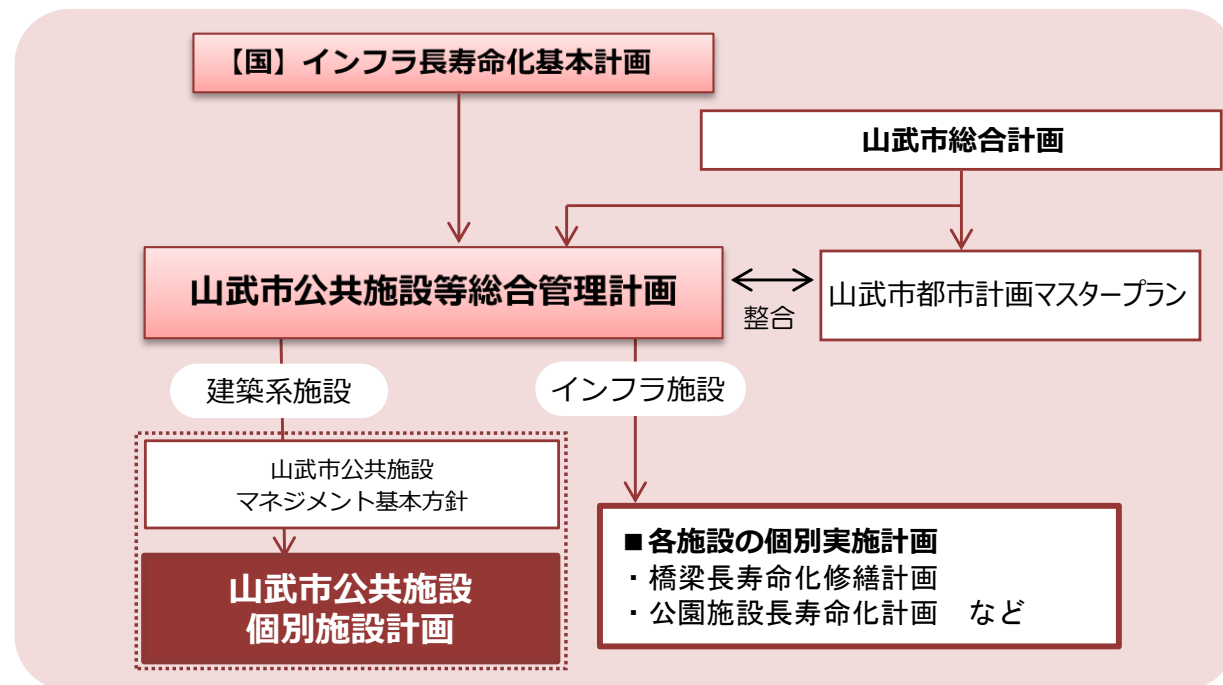 【国】インフラ長寿命化基本計画
山武市総合計画
山武市公共施設等総合管理計画
整合
山武市都市計画マスタープラン
建築系施設
インフラ施設
山武市公共施設
マネジメント基本方針
山武市公共施設
個別施設計画
■各施設の個別実施計画
・橋梁長寿命化修繕計画
・公園施設長寿命化計画　など